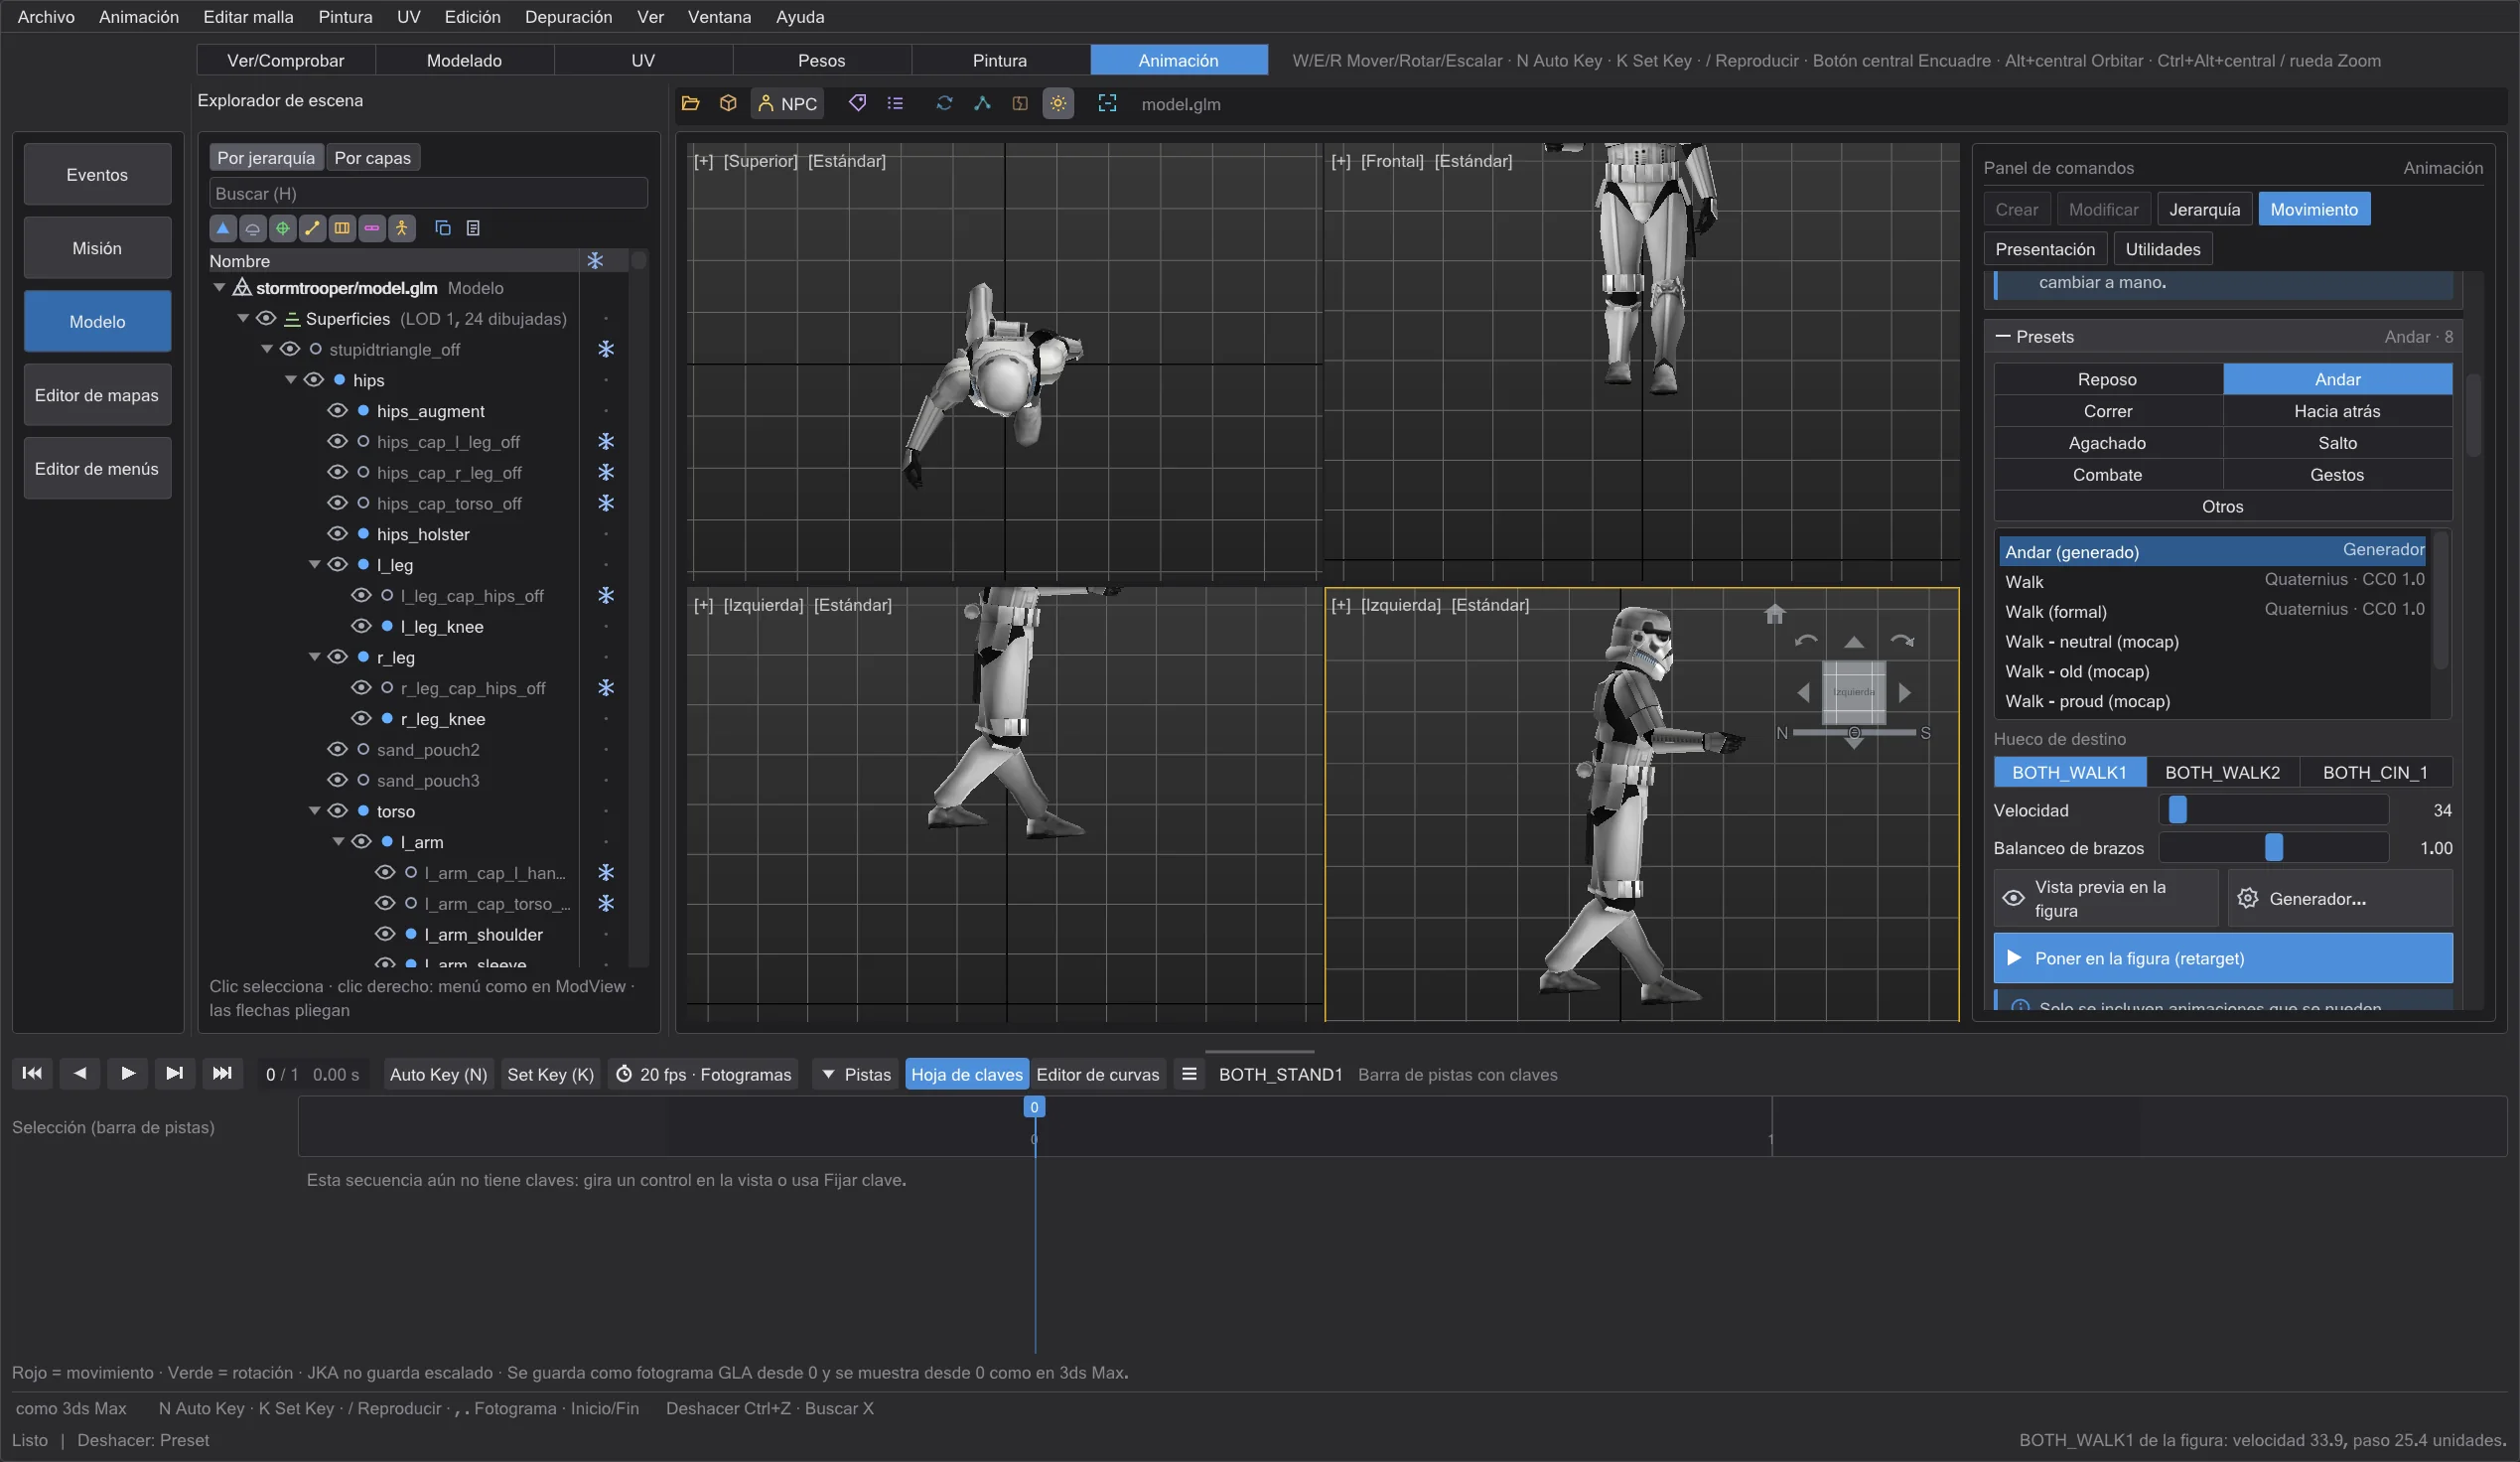 Archivo Animación Editar malla Pintura UV Edición Depuración Ver Ventana Ayuda
Ver/Comprobar Modelado UV Pesos Pintura Animación W/E/R Mover/Rotar/Escalar · N Auto Key · K Set Key · / Reproducir · Botón central Encuadre · Alt+central Orbitar · Ctrl+Alt+central / rueda Zoom
Explorador de escena
NPC model.glm
Eventos
Misión
Modelo
Editor de mapas
Editor de menús
Por jerarquía Por capas
Buscar (H)
Nombre
stormtrooper/model.glm Modelo
Superficies (LOD 1, 24 dibujadas)
stupidtriangle_off
hips
hips_augment
hips_cap_l_leg_off
hips_cap_r_leg_off
hips_cap_torso_off
hips_holster
l_leg
l_leg_cap_hips_off
l_leg_knee
r_leg
r_leg_cap_hips_off
r_leg_knee
sand_pouch2
sand_pouch3
torso
l_arm
l_arm_cap_l_han...
l_arm_cap_torso_...
l_arm_shoulder
l_arm_sleeve
Clic selecciona · clic derecho: menú como en ModView ·
las flechas pliegan
[+] [Superior] [Estándar]
[+] [Frontal] [Estándar]
[+] [Izquierda] [Estándar]
[+] [Izquierda] [Estándar]
Izquierda
N S
Panel de comandos Animación
Crear Modificar Jerarquía Movimiento
Presentación Utilidades
cambiar a mano.
Presets Andar · 8
Reposo Andar
Correr Hacia atrás
Agachado Salto
Combate Gestos
Otros
Andar (generado) Generador
Walk Quaternius · CC0 1.0
Walk (formal) Quaternius · CC0 1.0
Walk - neutral (mocap)
Walk - old (mocap)
Walk - proud (mocap)
Hueco de destino
BOTH_WALK1 BOTH_WALK2 BOTH_CIN_1
Velocidad 34
Balanceo de brazos 1.00
Vista previa en la
figura
Generador...
Poner en la figura (retarget)
Solo se incluyen animaciones que se pueden
0 / 1 0.00 s Auto Key (N) Set Key (K) 20 fps · Fotogramas Pistas Hoja de claves Editor de curvas BOTH_STAND1 Barra de pistas con claves
Selección (barra de pistas)
0
0 1
Esta secuencia aún no tiene claves: gira un control en la vista o usa Fijar clave.
Rojo = movimiento · Verde = rotación · JKA no guarda escalado · Se guarda como fotograma GLA desde 0 y se muestra desde 0 como en 3ds Max.
como 3ds Max N Auto Key · K Set Key · / Reproducir · , . Fotograma · Inicio/Fin Deshacer Ctrl+Z · Buscar X
Listo | Deshacer: Preset
BOTH_WALK1 de la figura: velocidad 33.9, paso 25.4 unidades.